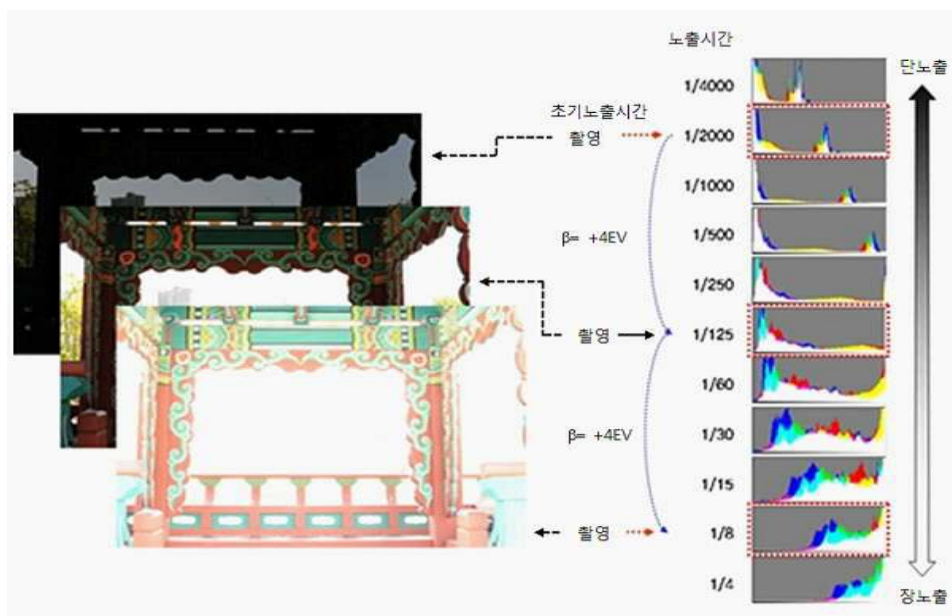 노출시간
단노출
1/4000
초기노출시간
촬영
1/2000
1/1000
β= +4EV
1/500
1/250
촬영
1/125
1/60
β= +4EV
1/30
1/15
촬영
1/8
1/4
장노출